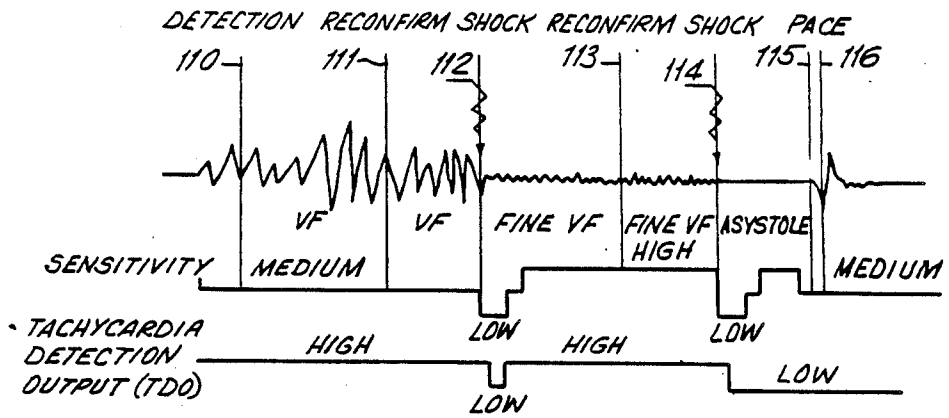 DETECTION RECONFIRM SHOCK RECONFIRM SHOCK PACE
110 111 112 113 114 115 116
VF VF FINE VF FINE VF ASYSTOLE
HIGH
SENSITIVITY MEDIUM MEDIUM
LOW LOW
TACHYCARDIA
DETECTION
OUTPUT (TDO)
HIGH HIGH LOW
LOW